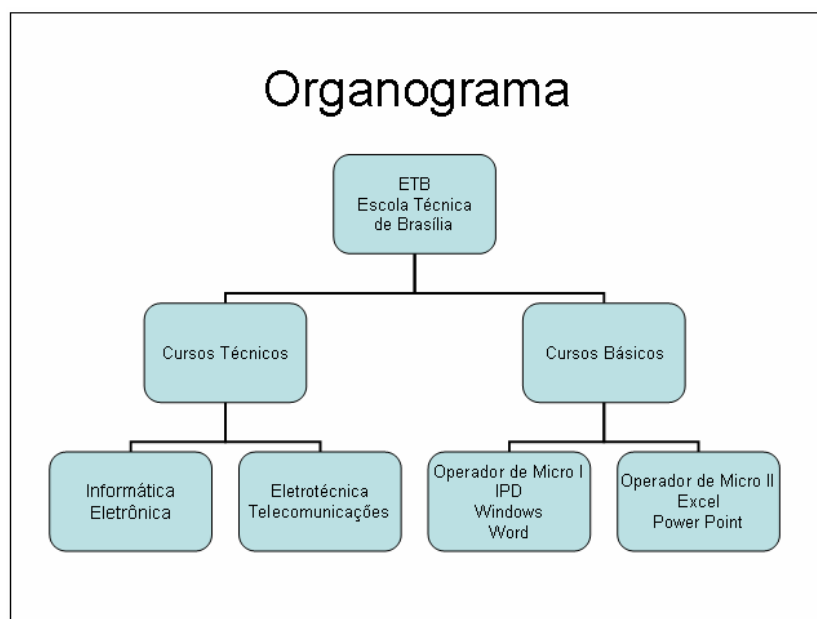 Organograma
ETB
Escola Técnica
de Brasília
Cursos Técnicos
Cursos Básicos
Informática
Eletrônica
Eletrotécnica
Telecomunicações
Operador de Micro I
IPD
Windows
Word
Operador de Micro II
Excel
Power Point